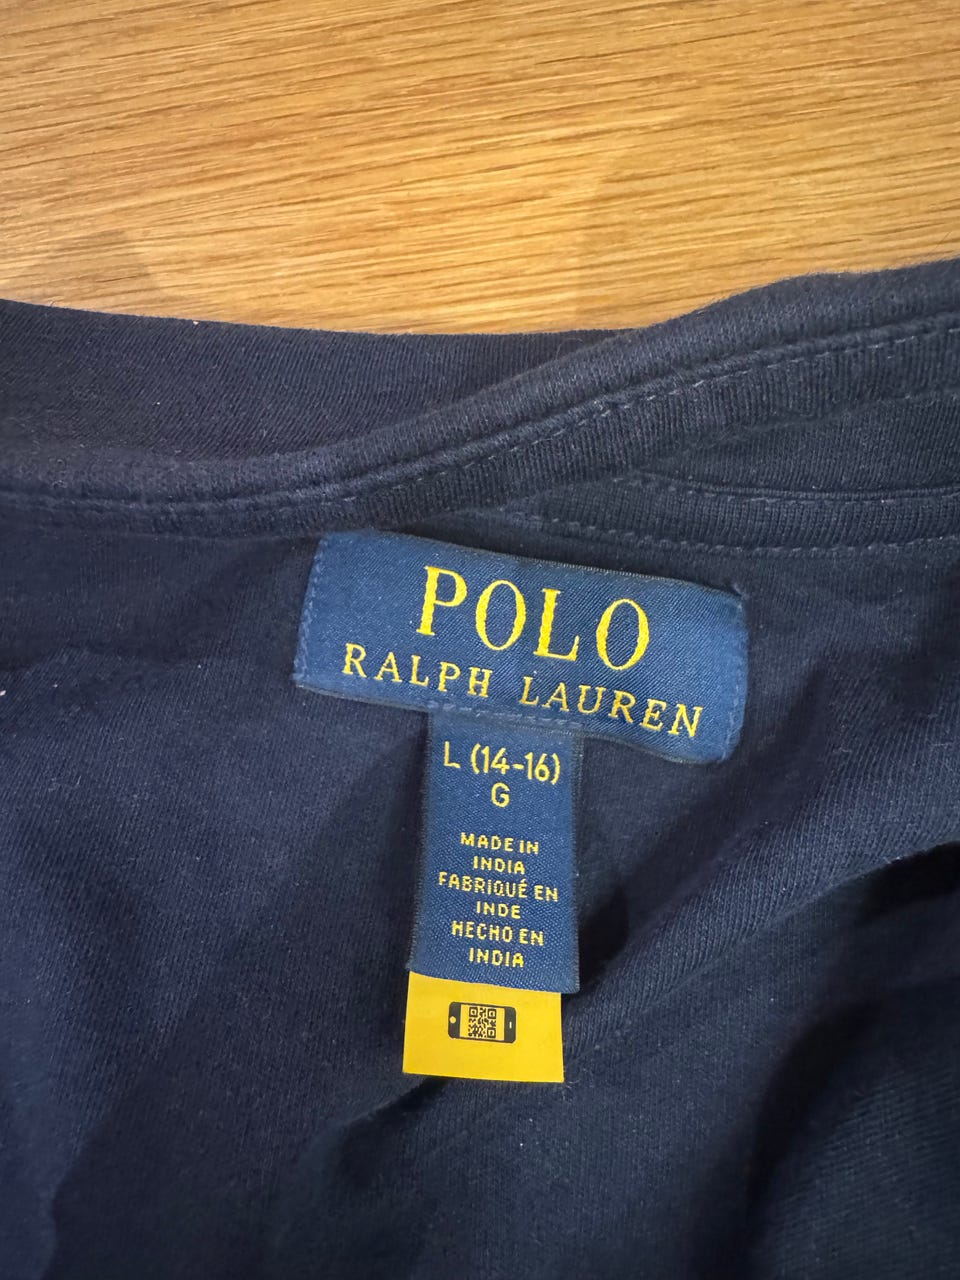 POLO
RALPH LAUREN
L (14-16)
G
MADE IN
INDIA
FABRIQUÉ EN
INDE
HECHO EN
INDIA